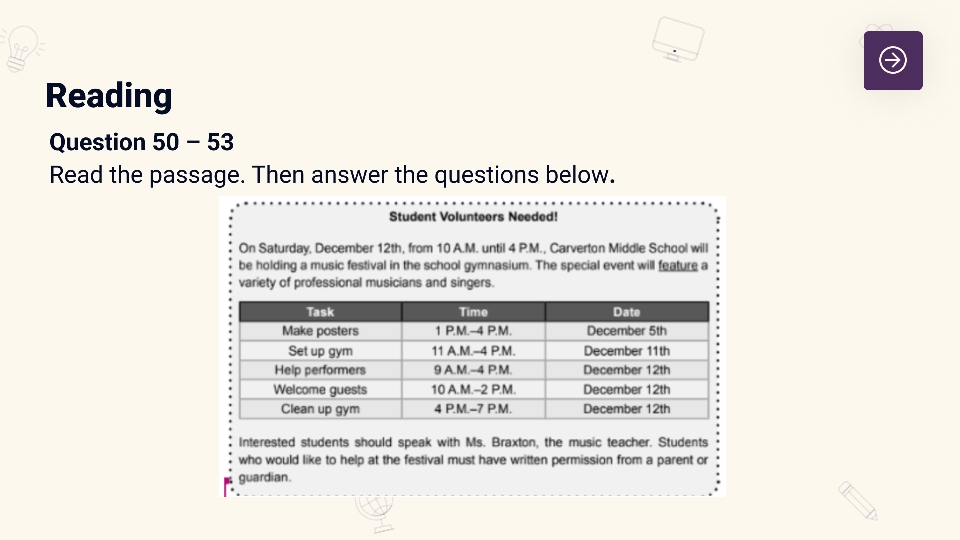 Reading
Question 50 – 53
Read the passage. Then answer the questions below.
Student Volunteers Needed!
On Saturday, December 12th, from 10 A.M. until 4 P.M., Carverton Middle School will
be holding a music festival in the school gymnasium. The special event will feature a
variety of professional musicians and singers.
Task Time Date
Make posters 1 P.M.–4 P.M. December 5th
Set up gym 11 A.M.–4 P.M. December 11th
Help performers 9 A.M.–4 P.M. December 12th
Welcome guests 10 A.M.–2 P.M. December 12th
Clean up gym 4 P.M.–7 P.M. December 12th
Interested students should speak with Ms. Braxton, the music teacher. Students
who would like to help at the festival must have written permission from a parent or
guardian.